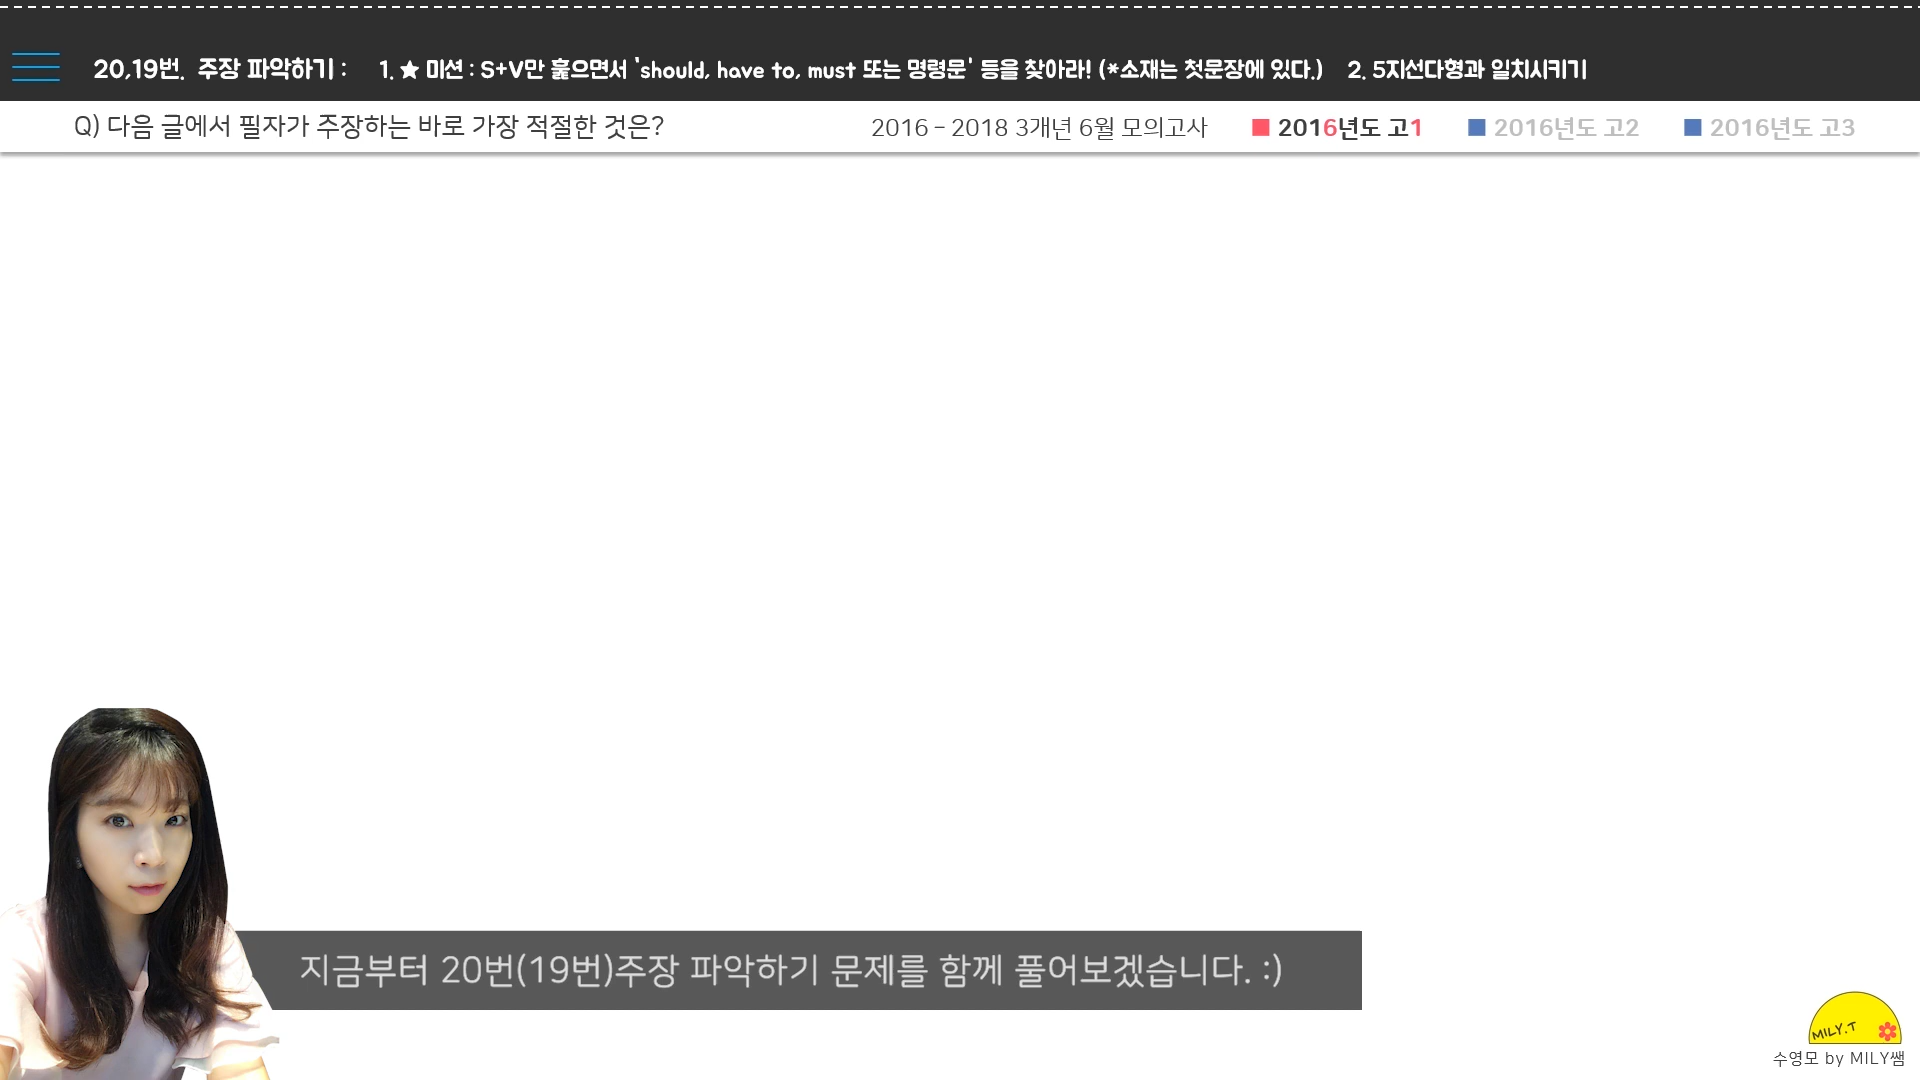 20,19번. 주장 파악하기 : 1. ★ 미션 : S+V만 훑으면서 'should, have to, must 또는 명령문' 등을 찾아라! (*소재는 첫문장에 있다.) 2. 5지선다형과 일치시키기
Q) 다음 글에서 필자가 주장하는 바로 가장 적절한 것은? 2016 – 2018 3개년 6월 모의고사 ■ 2016년도 고1 ■ 2016년도 고2 ■ 2016년도 고3
지금부터 20번(19번)주장 파악하기 문제를 함께 풀어보겠습니다. :)
MILY.T
수영모 by MILY쌤